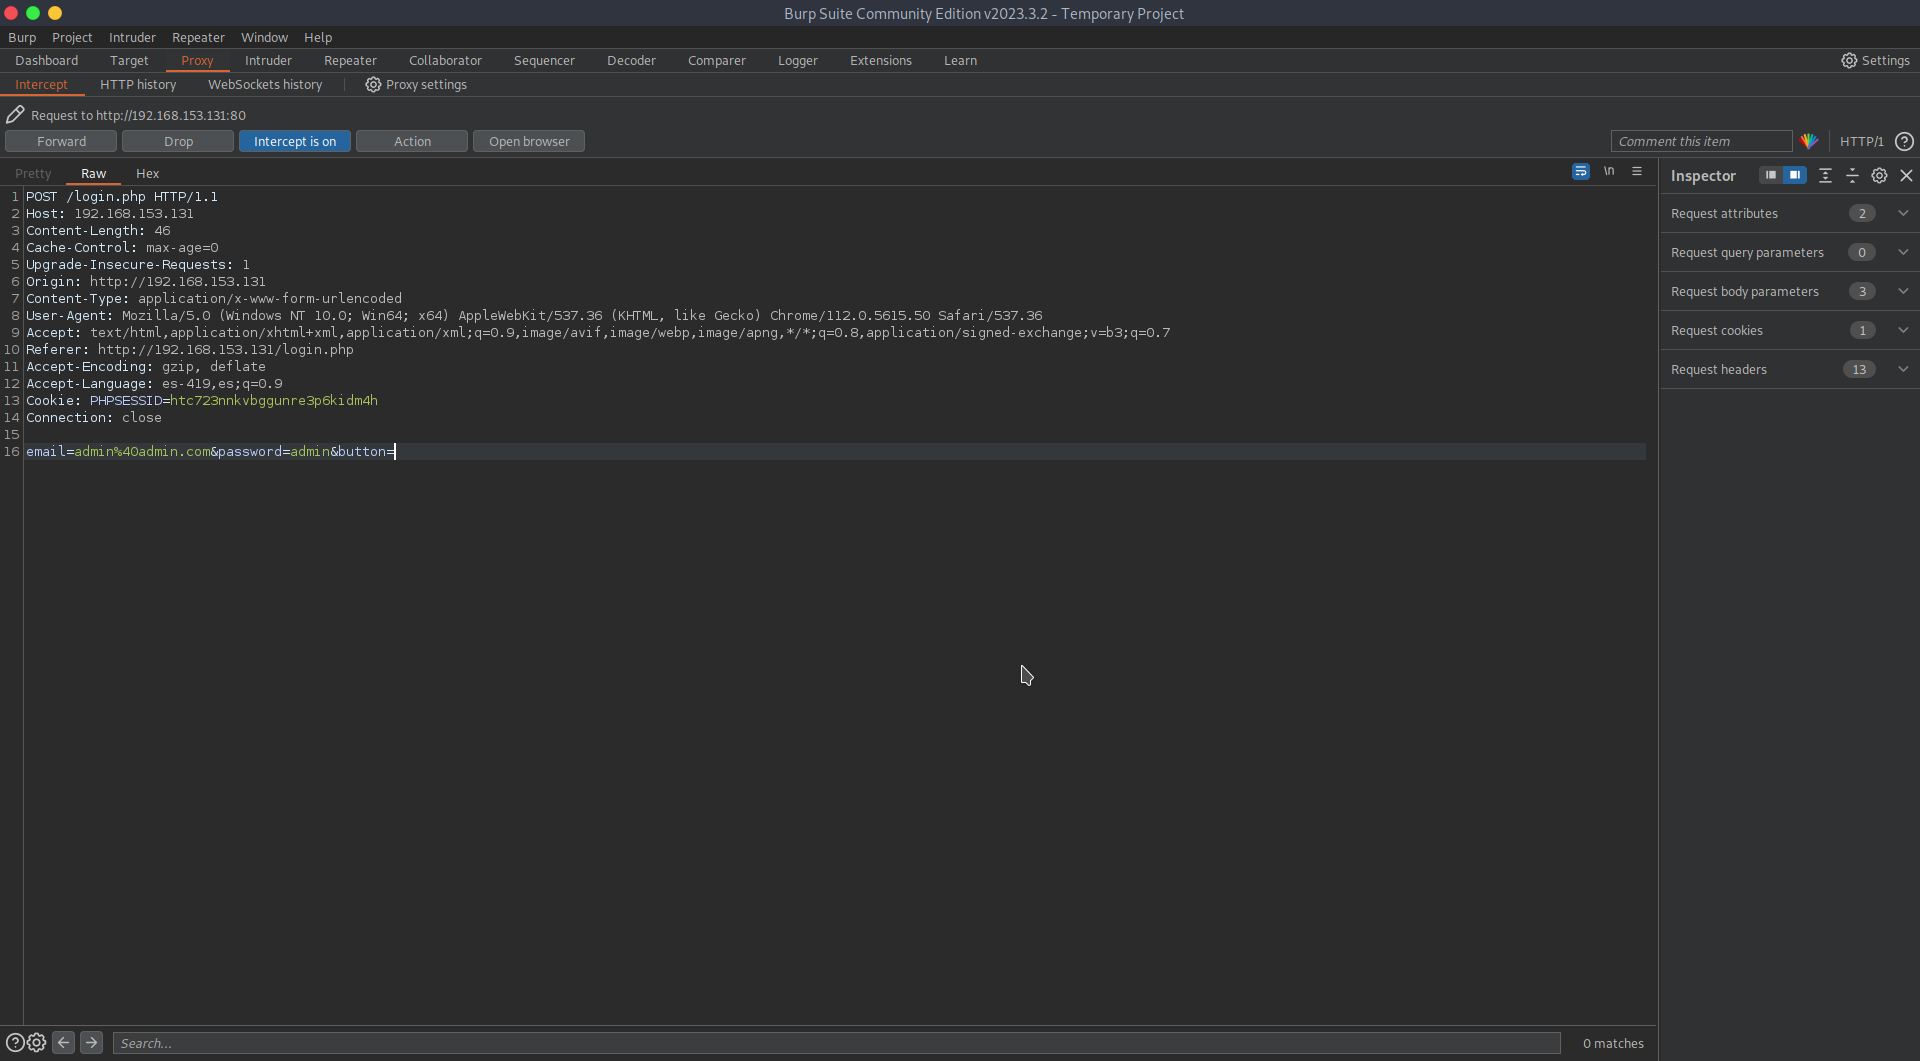 Burp Suite Community Edition v2023.3.2 - Temporary Project
Burp Project Intruder Repeater Window Help
Dashboard Target Proxy Intruder Repeater Collaborator Sequencer Decoder Comparer Logger Extensions Learn Settings
Intercept HTTP history WebSockets history Proxy settings
Request to http://192.168.153.131:80
Forward Drop Intercept is on Action Open browser Comment this item HTTP/1 ?
Pretty Raw Hex \n
Inspector
1 POST /login.php HTTP/1.1
2 Host: 192.168.153.131
3 Content-Length: 46
4 Cache-Control: max-age=0
5 Upgrade-Insecure-Requests: 1
6 Origin: http://192.168.153.131
7 Content-Type: application/x-www-form-urlencoded
8 User-Agent: Mozilla/5.0 (Windows NT 10.0; Win64; x64) AppleWebKit/537.36 (KHTML, like Gecko) Chrome/112.0.5615.50 Safari/537.36
9 Accept: text/html,application/xhtml+xml,application/xml;q=0.9,image/avif,image/webp,image/apng,*/*;q=0.8,application/signed-exchange;v=b3;q=0.7
10 Referer: http://192.168.153.131/login.php
11 Accept-Encoding: gzip, deflate
12 Accept-Language: es-419,es;q=0.9
13 Cookie: PHPSESSID=htc723nnkvbggunre3p6kidm4h
14 Connection: close
15
16 email=admin%40admin.com&password=admin&button=
Request attributes 2
Request query parameters 0
Request body parameters 3
Request cookies 1
Request headers 13
? Search... 0 matches